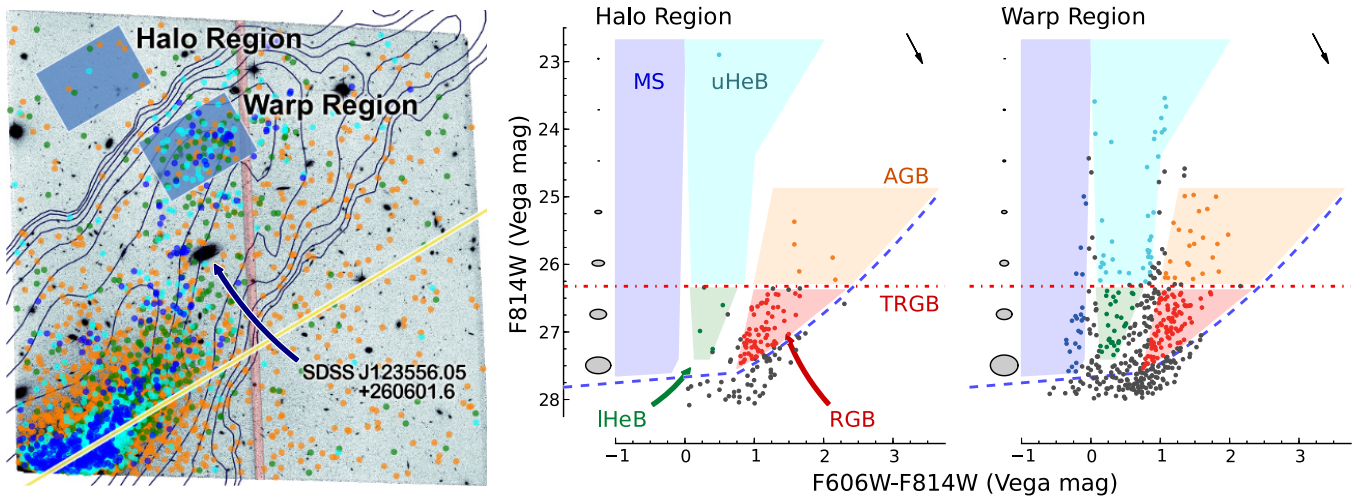 Halo Region
Warp Region
SDSS J123556.05
+260601.6
Halo Region
Warp Region
F814W (Vega mag)
23
24
25
26
27
28
MS
uHeB
AGB
TRGB
lHeB
RGB
−1 0 1 2 3
−1 0 1 2 3
F606W-F814W (Vega mag)